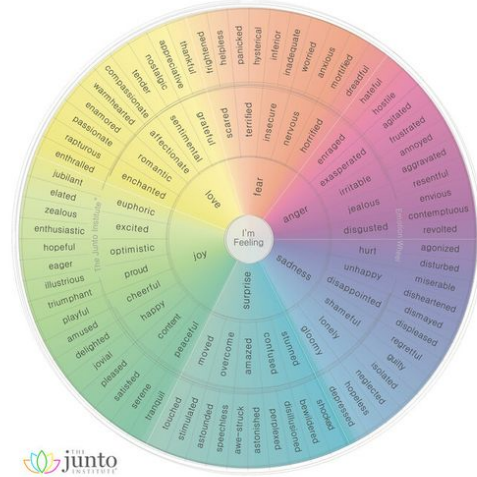 I'm
Feeling
fear
anger
sadness
surprise
joy
love
scared
terrified
insecure
nervous
horrified
enraged
exasperated
irritable
jealous
disgusted
hurt
unhappy
disappointed
shameful
lonely
gloomy
stunned
confused
amazed
overcome
moved
peaceful
content
happy
cheerful
proud
optimistic
excited
euphoric
enchanted
romantic
affectionate
sentimental
grateful
frightened
helpless
panicked
hysterical
inferior
inadequate
worried
anxious
mortified
dreadful
hateful
hostile
agitated
frustrated
annoyed
aggravated
resentful
envious
contemptuous
revolted
agonized
disturbed
miserable
disheartened
dismayed
displeased
regretful
guilty
isolated
neglected
hopeless
depressed
shocked
bewildered
disillusioned
perplexed
astonished
awe-struck
speechless
astounded
stimulated
touched
tranquil
serene
satisfied
pleased
jovial
delighted
amused
playful
triumphant
illustrious
eager
hopeful
enthusiastic
zealous
elated
jubilant
enthralled
rapturous
passionate
enamored
warmhearted
compassionate
tender
nostalgic
appreciative
thankful
The Junto Institute
Emotion Wheel
THE
junto
INSTITUTE